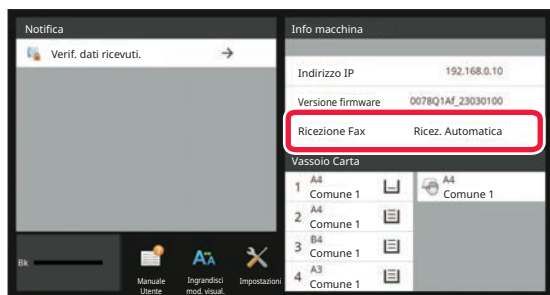 Notifica
Verif. dati ricevuti.
Info macchina
Indirizzo IP 192.168.0.10
Versione firmware 0078Q1Af_23030100
Ricezione Fax Ricez. Automatica
Vassoio Carta
1 A4
Comune 1
A4
Comune 1
2 A4
Comune 1
3 B4
Comune 1
4 A3
Comune 1
Bk
Manuale
Utente
Ingrandisci
mod. visual.
Impostazioni